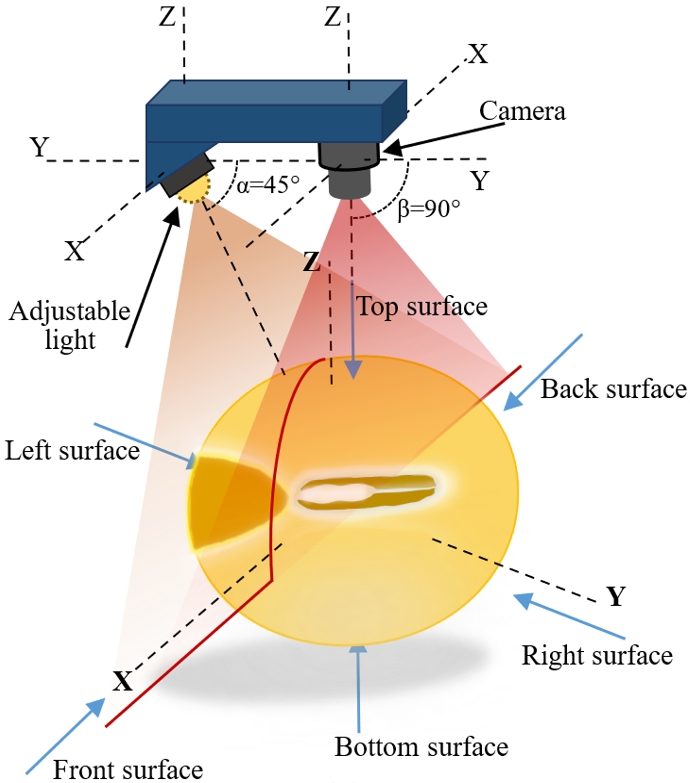 Z
Z
X
Camera
Y
Y
α=45°
β=90°
X
Z
Adjustable
light
Top surface
Back surface
Left surface
Y
Right surface
X
Bottom surface
Front surface